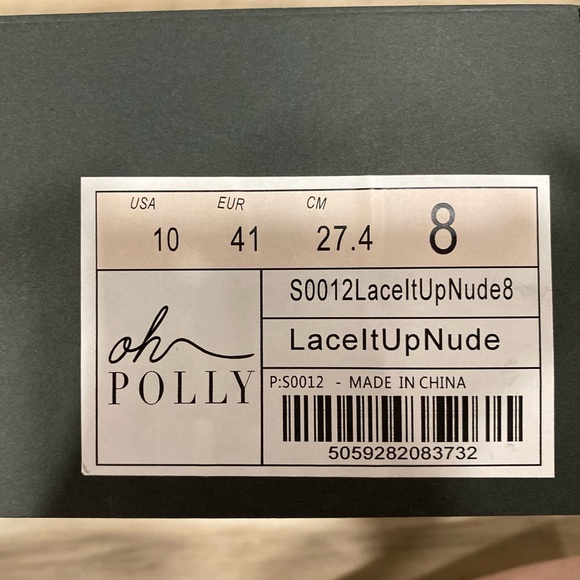 USA EUR CM
10 41 27.4 8
S0012LaceItUpNude8
LaceItUpNude
oh
POLLY
P:S0012 - MADE IN CHINA
5059282083732